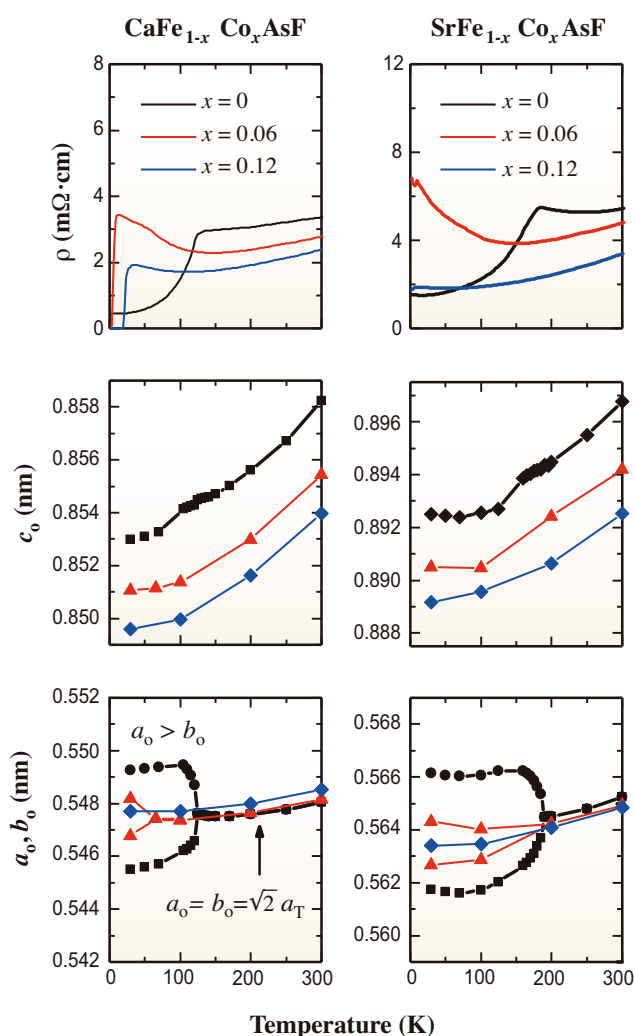 CaFe₁₋ₓ CoₓAsF
SrFe₁₋ₓ CoₓAsF
ρ (mΩ·cm)
8
6
4
2
0
x = 0
x = 0.06
x = 0.12
12
8
4
0
x = 0
x = 0.06
x = 0.12
cₒ (nm)
0.858
0.856
0.854
0.852
0.850
0.896
0.894
0.892
0.890
0.888
aₒ, bₒ (nm)
0.552
0.550
0.548
0.546
0.544
0.542
aₒ > bₒ
aₒ = bₒ=√2 a_T
0 100 200 300
0.568
0.566
0.564
0.562
0.560
0 100 200 300
Temperature (K)